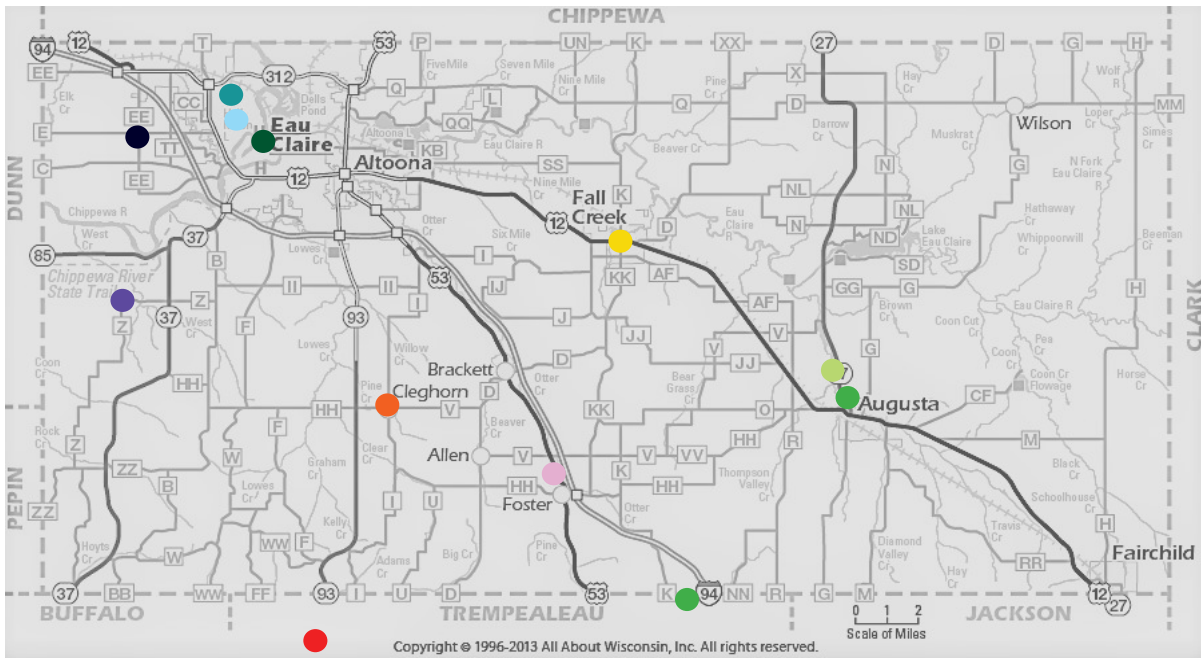 CHIPPEWA
94
12
T
53
P
UN
K
XX
27
D
G
H
EE
312
Five Mile
Cr
Seven Mile
Cr
Nine Mile
Cr
Pine
Cr
X
Hay
Cr
Wolf
R
Elk
Cr
CC
Dells
Pond
Q
L
Q
D
Wilson
Loper
Cr
MM
EE
E
TT
Eau
Claire
Altoona L
QQ
Eau Claire R
Darrow
Cr
Muskrat
Cr
Simes
Cr
C
EE
H
12
Altoona
KB
SS
Beaver Cr
N
G
N Fork
Eau Claire
R
DUNN
Nine Mile
Cr
K
NL
Chippewa R
West
Cr
37
Otter
Cr
Fall
Creek
12
D
Eau
Claire
R
N
NL
Lake
Eau Claire
ND
Hathaway
Cr
Whippoorwill
Cr
Beeman
Cr
85
B
Lowes
Cr
Six Mile
Cr
I
SD
Chippewa River
State Trail
II
II
53
IJ
KK
AF
GG
G
H
Z
Z
37
West
Cr
F
93
I
J
AF
V
Brown
Cr
Eau Claire R
Coon Cut
Cr
CLARK
Coon
Cr
Lowes
Cr
Willow
Cr
JJ
V
JJ
G
Pea
Cr
Brackett
D
Otter
Cr
Bear
Grass
Cr
Coon
Cr
Coon Cr
Flowage
Horse
Cr
HH
Pine
Cr
Cleghorn
D
KK
CF
HH
V
O
Augusta
Rock
Cr
Z
F
Clear
Cr
Beaver
Cr
HH
R
M
PEPIN
ZZ
W
Graham
Cr
Allen
V
K
V
VV
Thompson
Valley
Cr
Black
Cr
B
Lowes
Cr
I
U
HH
HH
Foster
Otter
Cr
Schoolhouse
Cr
ZZ
Kelly
Cr
H
Travis
Cr
Hoyts
Cr
W
WW
F
Adams
Cr
Big Cr
Pine
Cr
Diamond
Valley
Cr
Hay
Cr
RR
Fairchild
37
BB
WW
FF
93
I
U
D
53
K
94
NN
R
G
M
12
27
BUFFALO
TREMPEALEAU
0 1 2
Scale of Miles
JACKSON
Copyright © 1996-2013 All About Wisconsin, Inc. All rights reserved.